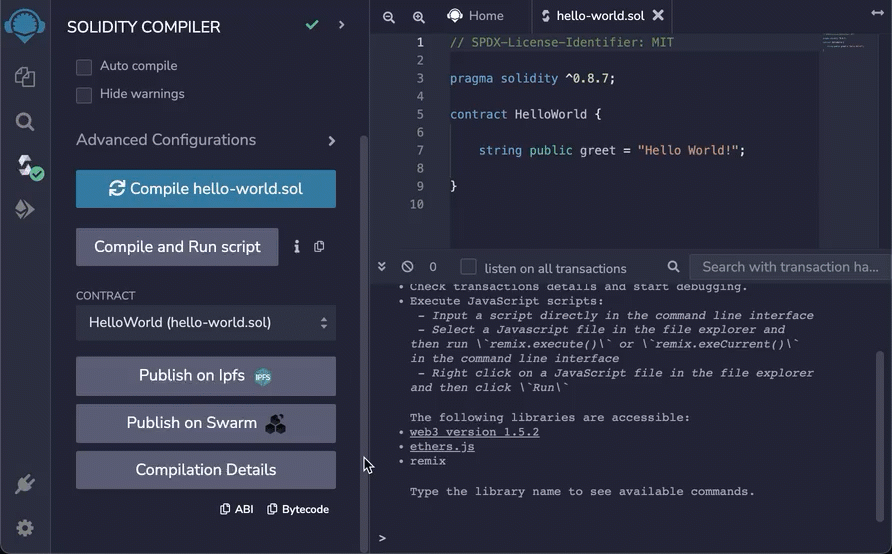 SOLIDITY COMPILER
Auto compile
Hide warnings
Advanced Configurations
Compile hello-world.sol
Compile and Run script
CONTRACT
HelloWorld (hello-world.sol)
Publish on Ipfs IPFS
Publish on Swarm
Compilation Details
ABI Bytecode
Home hello-world.sol
1 // SPDX-License-Identifier: MIT
2
3 pragma solidity ^0.8.7;
4
5 contract HelloWorld {
6
7 string public greet = "Hello World!";
8
9 }
10
0 listen on all transactions Search with transaction ha...
• Check transactions details and start debugging.
• Execute JavaScript scripts:
- Input a script directly in the command line interface
- Select a Javascript file in the file explorer and
then run \`remix.execute()\` or \`remix.exeCurrent()\`
in the command line interface
- Right click on a JavaScript file in the file explorer
and then click \`Run\`
The following libraries are accessible:
• web3 version 1.5.2
• ethers.js
• remix
Type the library name to see available commands.
>